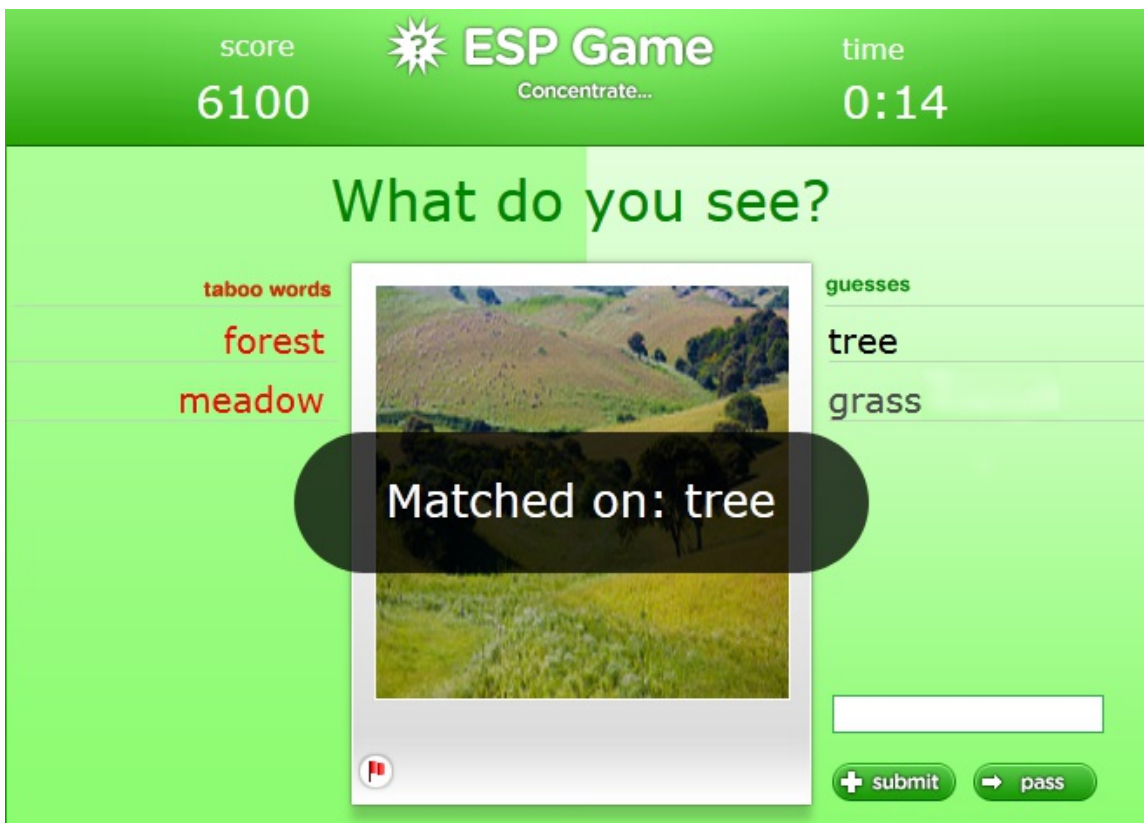 score
ESP Game
time
6100
Concentrate...
0:14
What do you see?
taboo words
guesses
forest
tree
meadow
grass
Matched on: tree
submit
pass